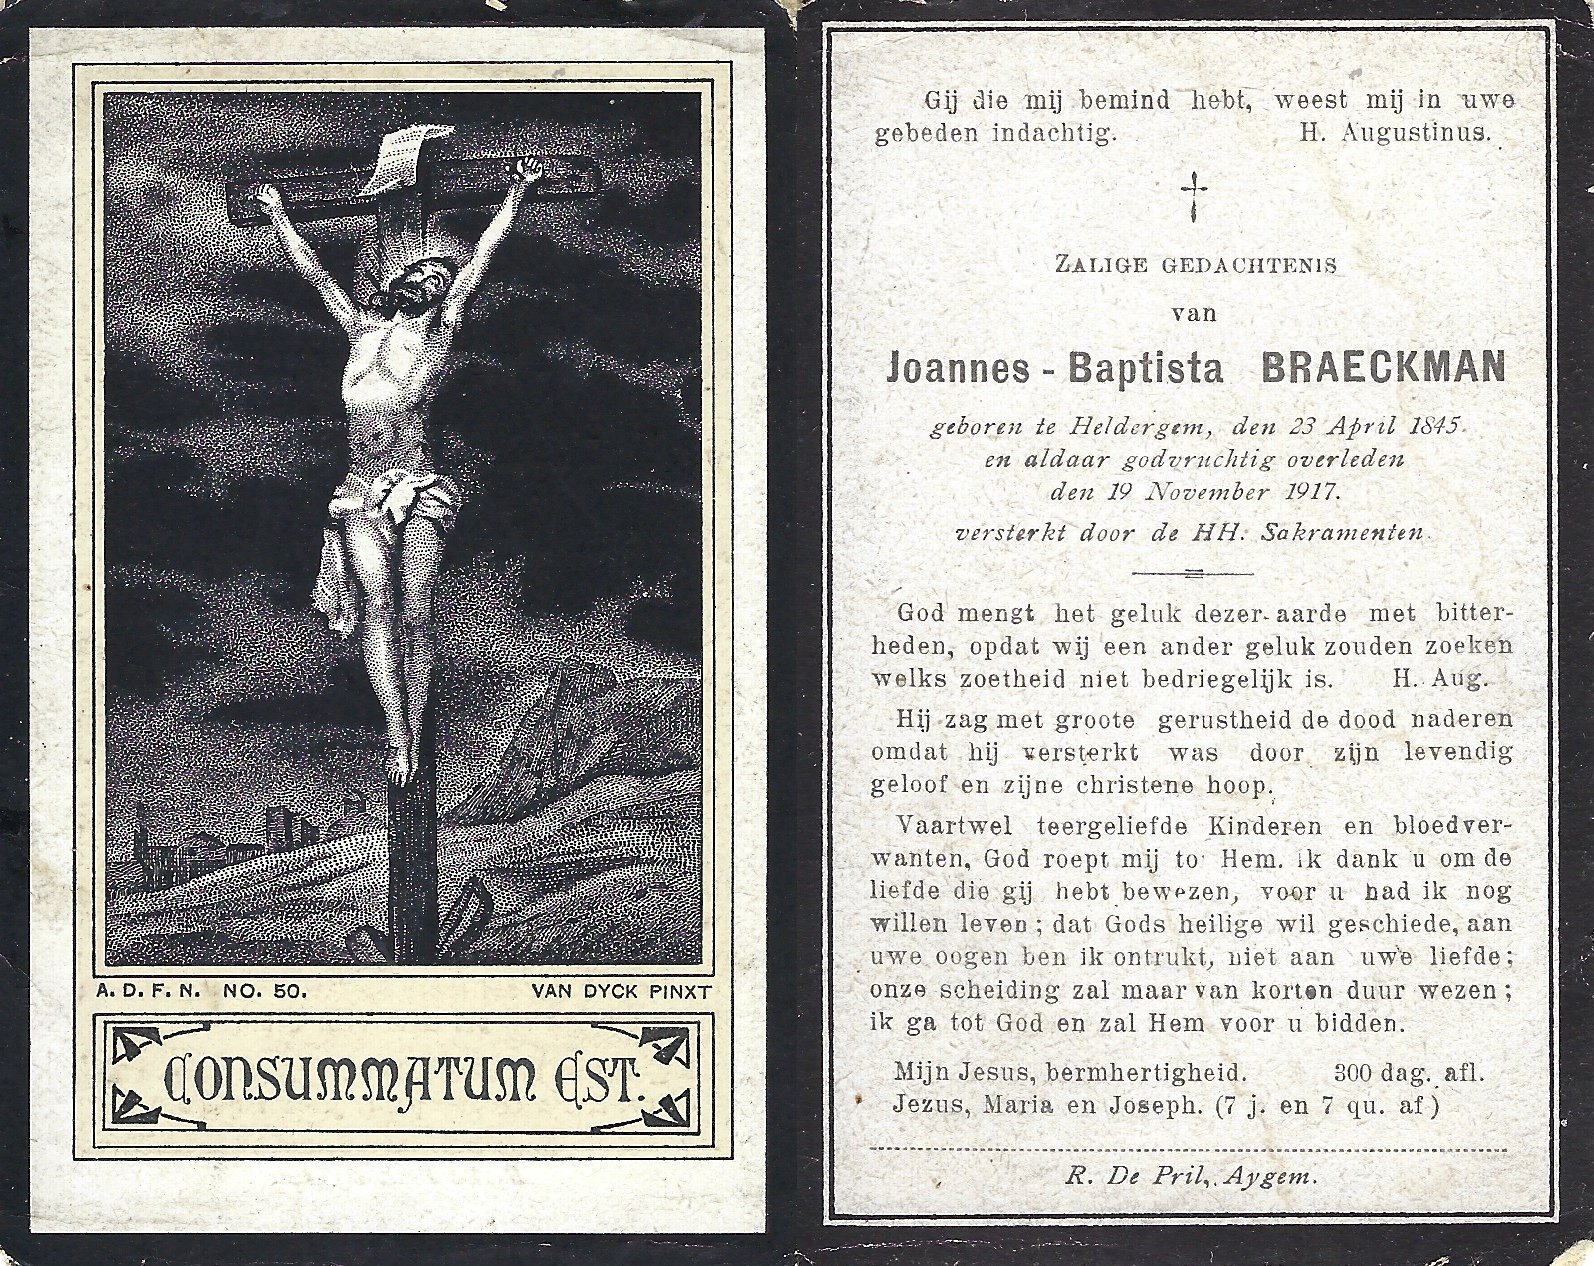 A. D. F. N. NO. 50. VAN DYCK PINXT
CONSUMMATUM EST.
Gij die mij bemind hebt, weest mij in uwe
gebeden indachtig. H. Augustinus.
ZALIGE GEDACHTENIS
van
Joannes - Baptista BRAECKMAN
geboren te Heldergem, den 23 April 1845
en aldaar godvruchtig overleden
den 19 November 1917.
versterkt door de HH. Sakramenten.
God mengt het geluk dezer aarde met bitter-
heden, opdat wij een ander geluk zouden zoeken
welks zoetheid niet bedriegelijk is. H. Aug.
Hij zag met groote gerustheid de dood naderen
omdat hij versterkt was door zijn levendig
geloof en zijne christene hoop.
Vaartwel teergeliefde Kinderen en bloedver-
wanten, God roept mij to Hem. ik dank u om de
liefde die gij hebt bewezen, voor u had ik nog
willen leven ; dat Gods heilige wil geschiede, aan
uwe oogen ben ik ontrukt, niet aan uwe liefde ;
onze scheiding zal maar van korten duur wezen ;
ik ga tot God en zal Hem voor u bidden.
Mijn Jesus, bermhertigheid. 300 dag. afl.
Jezus, Maria en Joseph. (7 j. en 7 qu. af)
R. De Pril, Aygem.